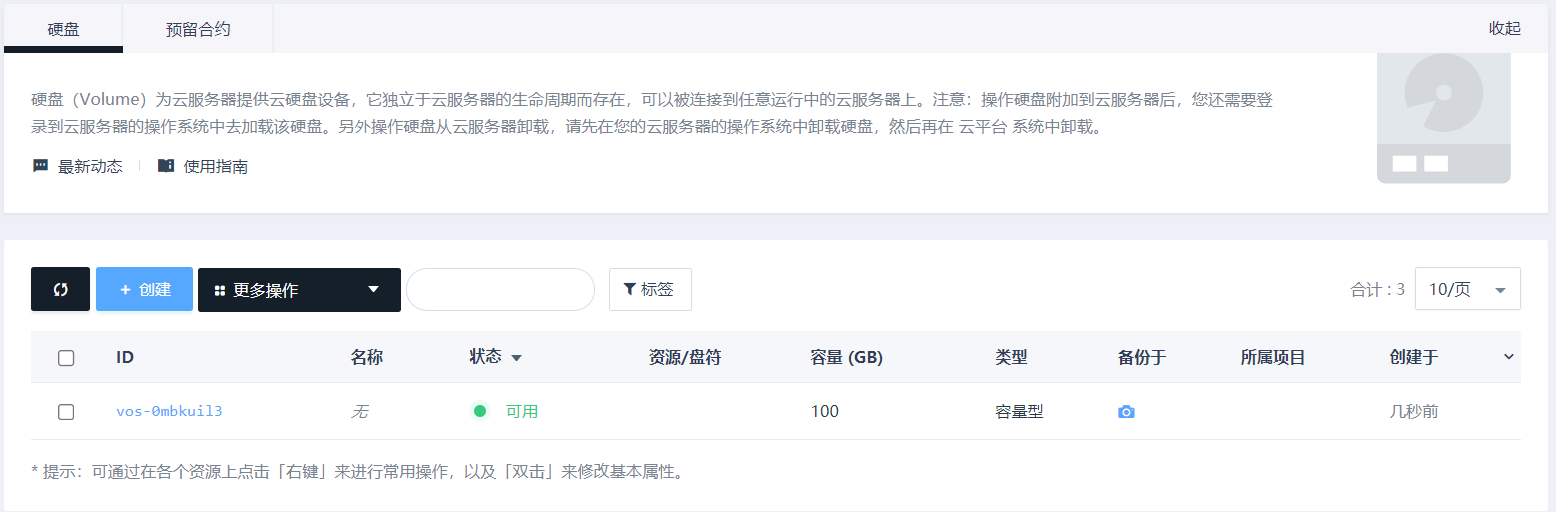 硬盘
预留合约
收起
硬盘（Volume）为云服务器提供云硬盘设备，它独立于云服务器的生命周期而存在，可以被连接到任意运行中的云服务器上。注意：操作硬盘附加到云服务器后，您还需要登
录到云服务器的操作系统中去加载该硬盘。另外操作硬盘从云服务器卸载，请先在您的云服务器的操作系统中卸载硬盘，然后再在 云平台 系统中卸载。
最新动态 使用指南
+ 创建 更多操作 标签 合计 : 3 10/页
ID 名称 状态 资源/盘符 容量 (GB) 类型 备份于 所属项目 创建于
vos-0mbkuil3 无 可用 100 容量型 几秒前
* 提示：可通过在各个资源上点击「右键」来进行常用操作，以及「双击」来修改基本属性。